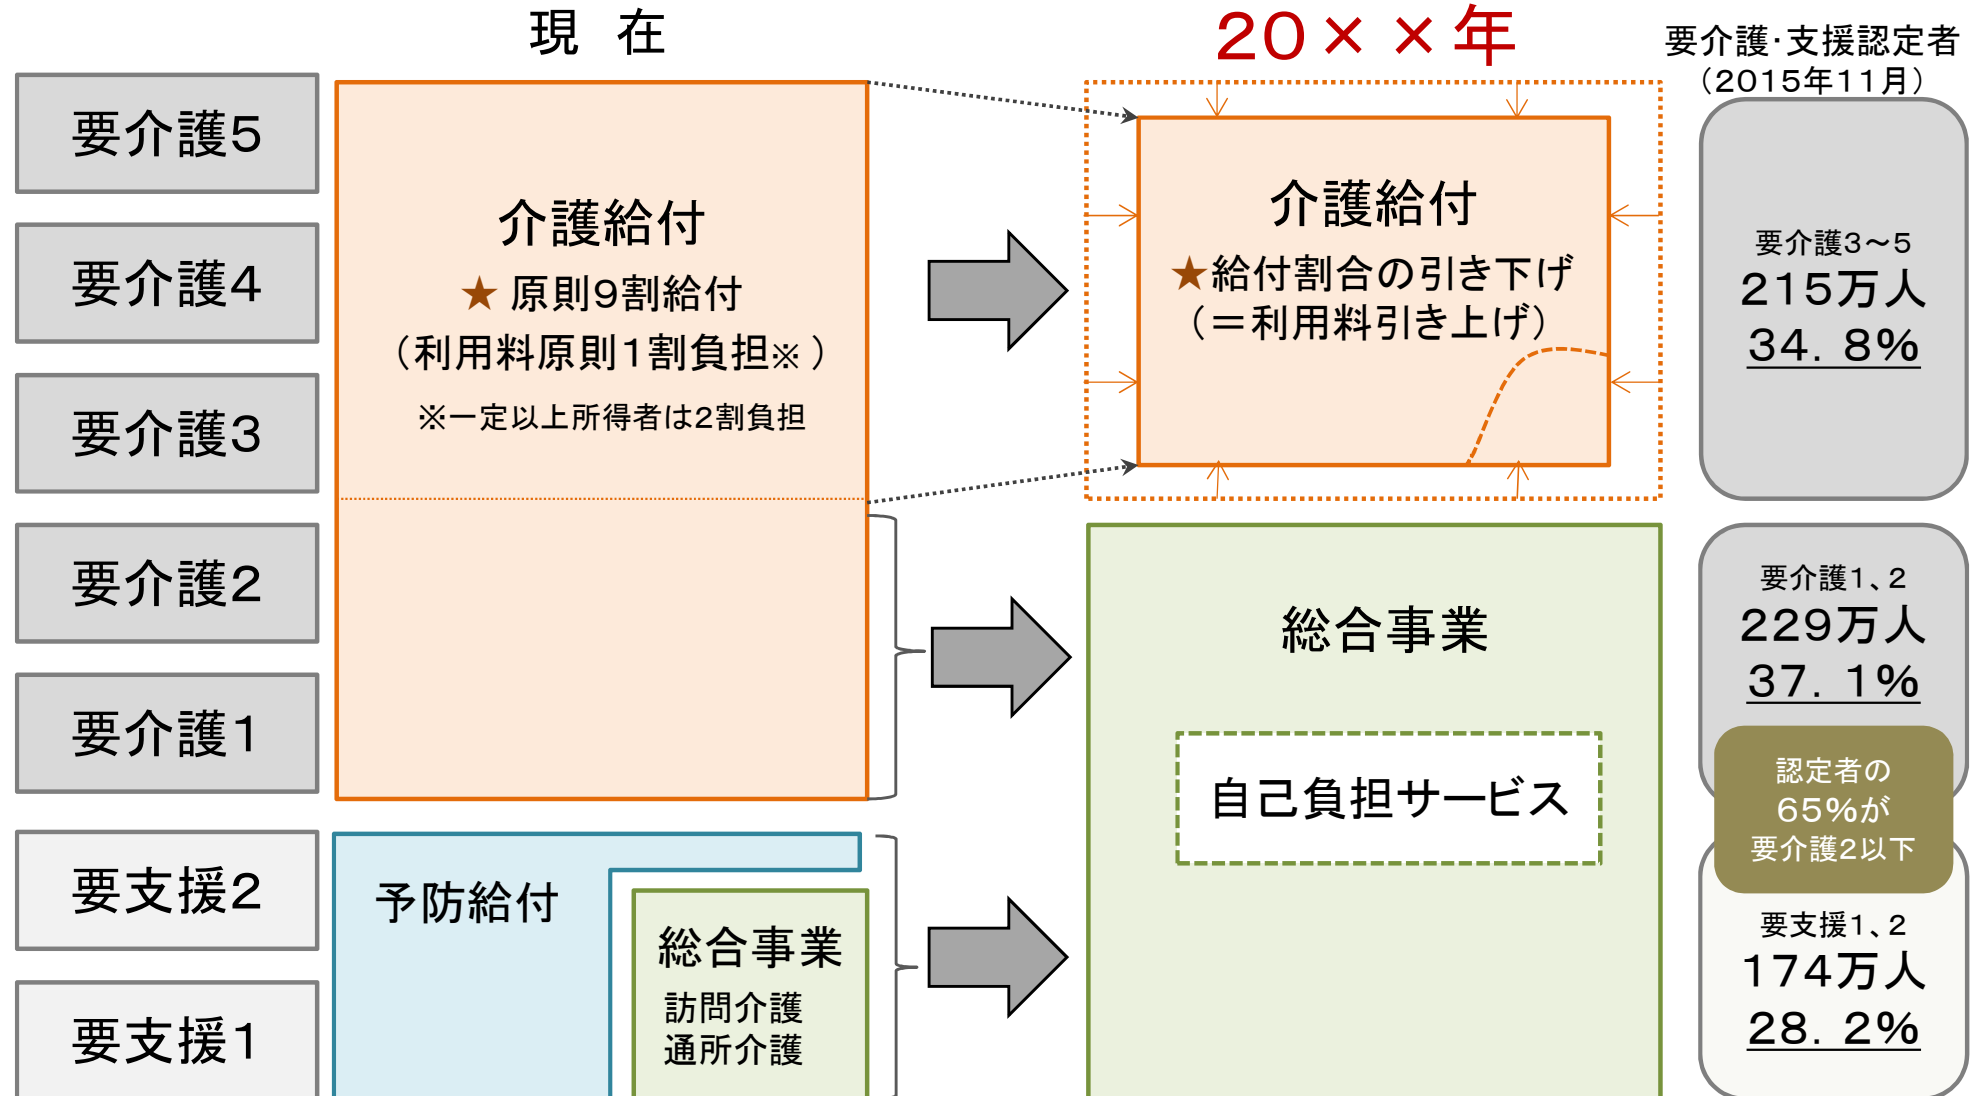 現 在
20××年
要介護・支援認定者
（2015年11月）
要介護5
要介護4
要介護3
要介護2
要介護1
要支援2
要支援1
介護給付
★ 原則9割給付
（利用料原則1割負担※ ）
※一定以上所得者は2割負担
予防給付
総合事業
訪問介護
通所介護
介護給付
★給付割合の引き下げ
（＝利用料引き上げ）
総合事業
自己負担サービス
要介護3～5
215万人
34．8％
要介護1、2
229万人
37．1％
認定者の
65％が
要介護2以下
要支援1、2
174万人
28．2％